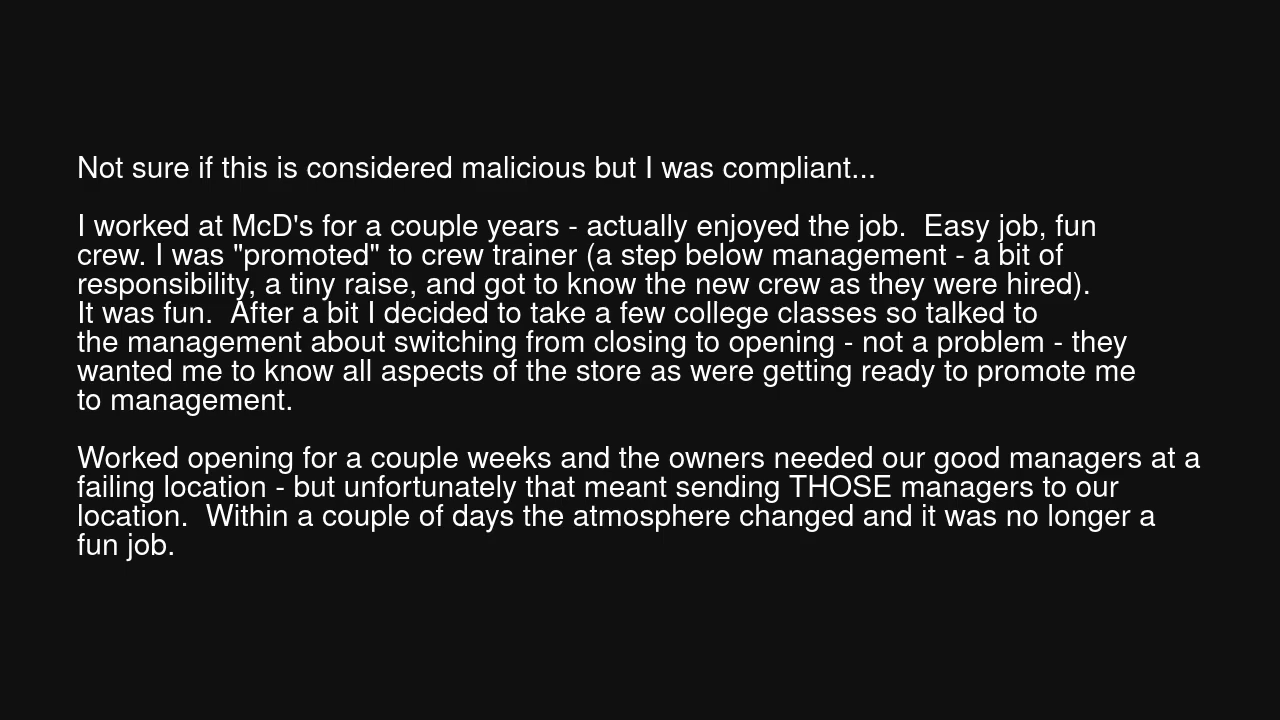 Not sure if this is considered malicious but I was compliant...
I worked at McD's for a couple years - actually enjoyed the job.  Easy job, fun
crew. I was "promoted" to crew trainer (a step below management - a bit of
responsibility, a tiny raise, and got to know the new crew as they were hired).
It was fun.  After a bit I decided to take a few college classes so talked to
the management about switching from closing to opening - not a problem - they
wanted me to know all aspects of the store as were getting ready to promote me
to management.
Worked opening for a couple weeks and the owners needed our good managers at a
failing location - but unfortunately that meant sending THOSE managers to our
location.  Within a couple of days the atmosphere changed and it was no longer a
fun job.